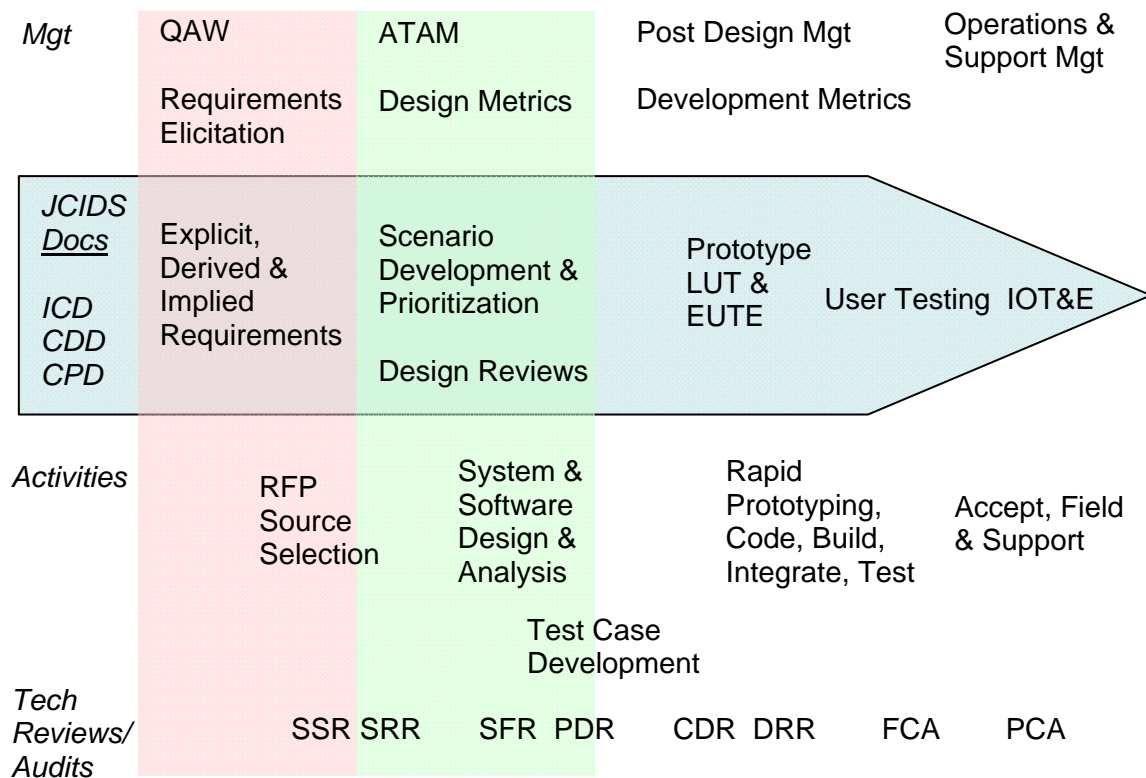 Mgt
QAW
ATAM
Post Design Mgt
Operations &
Support Mgt
Requirements
Elicitation
Design Metrics
Development Metrics
JCIDS
Docs
ICD
CDD
CPD
Explicit,
Derived &
Implied
Requirements
Scenario
Development &
Prioritization
Design Reviews
Prototype
LUT &
EUTE
User Testing
IOT&E
Activities
RFP
Source
Selection
System &
Software
Design &
Analysis
Rapid
Prototyping,
Code, Build,
Integrate, Test
Accept, Field
& Support
Test Case
Development
Tech
Reviews/
Audits
SSR SRR SFR PDR CDR DRR FCA PCA